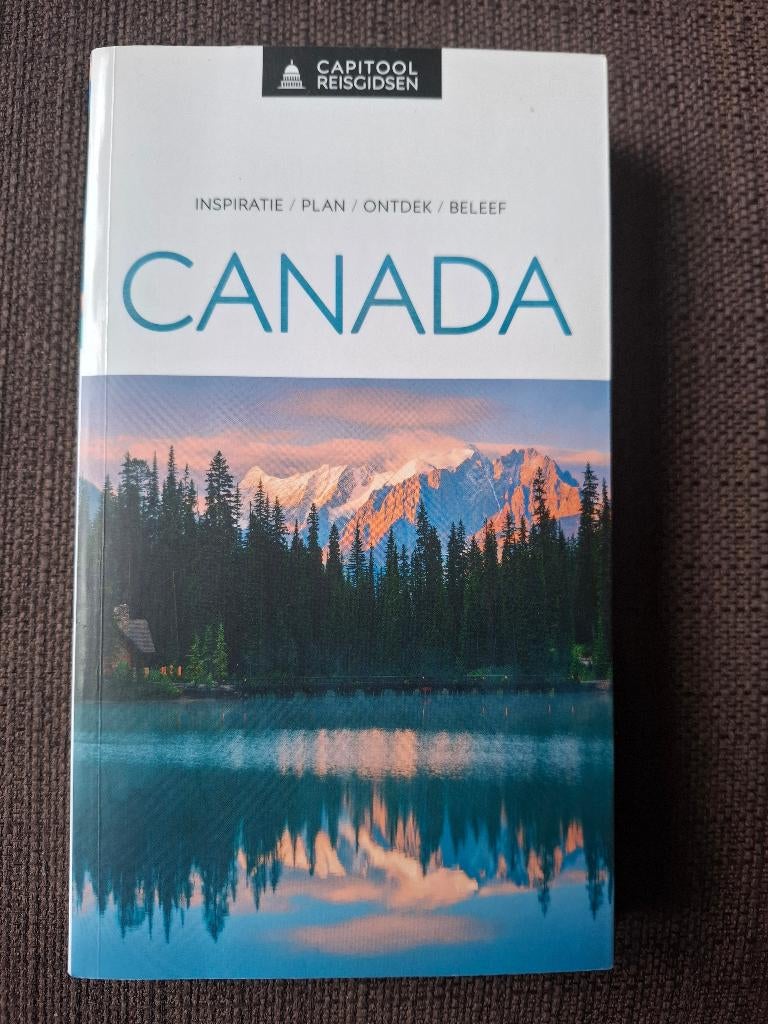 CAPITOOL
REISGIDSEN
INSPIRATIE / PLAN / ONTDEK / BELEEF
CANADA